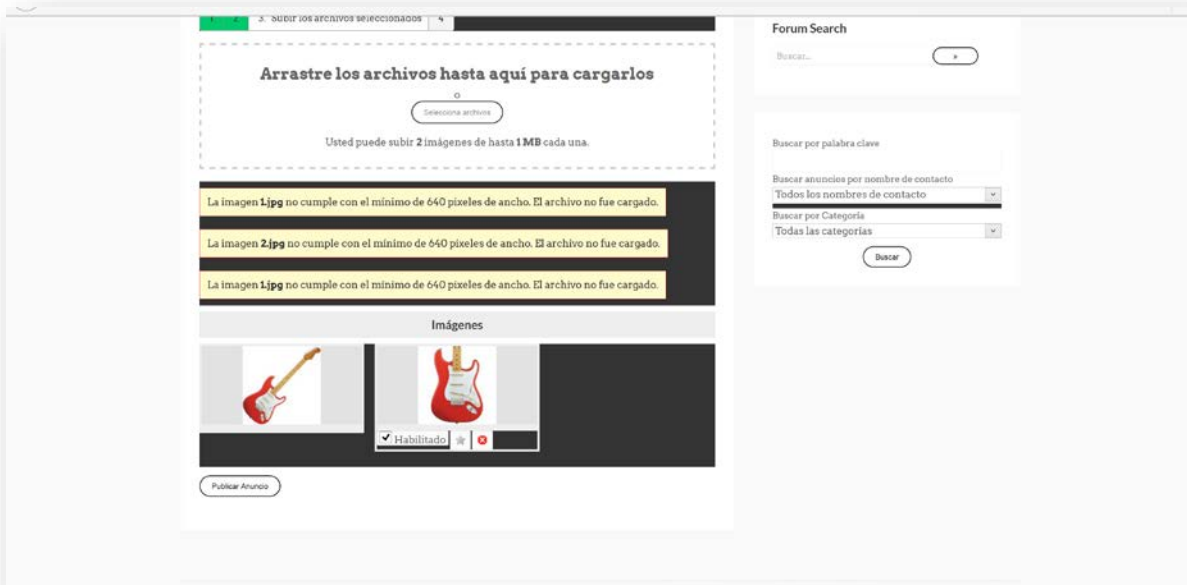 1. 2. 3. Subir los archivos seleccionados 4
Arrastre los archivos hasta aquí para cargarlos
o
Selecciona archivos
Usted puede subir 2 imágenes de hasta 1 MB cada una.
La imagen 1.jpg no cumple con el mínimo de 640 pixeles de ancho. El archivo no fue cargado.
La imagen 2.jpg no cumple con el mínimo de 640 pixeles de ancho. El archivo no fue cargado.
La imagen 1.jpg no cumple con el mínimo de 640 pixeles de ancho. El archivo no fue cargado.
Imágenes
Habilitado
Publicar Anuncio
Forum Search
Buscar...
»
Buscar por palabra clave
Buscar anuncios por nombre de contacto
Todos los nombres de contacto
Buscar por Categoría
Todas las categorías
Buscar